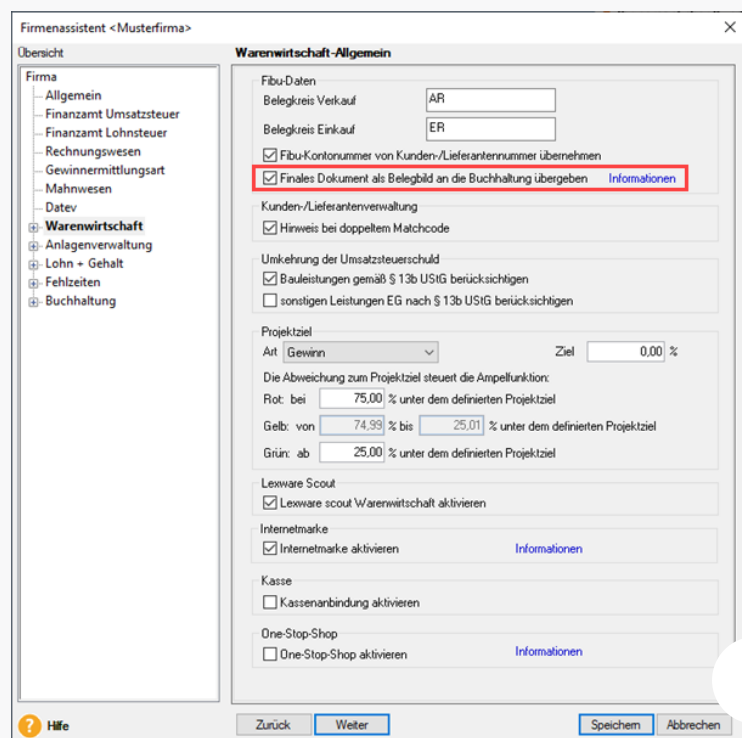 Firmenassistent <Musterfirma>
Übersicht
Warenwirtschaft-Allgemein
Firma
Allgemein
Finanzamt Umsatzsteuer
Finanzamt Lohnsteuer
Rechnungswesen
Gewinnermittlungsart
Mahnwesen
Datev
Warenwirtschaft
Anlagenverwaltung
Lohn + Gehalt
Fehlzeiten
Buchhaltung
Fibu-Daten
Belegkreis Verkauf AR
Belegkreis Einkauf ER
Fibu-Kontonummer von Kunden-/Lieferantennummer übernehmen
Finales Dokument als Belegbild an die Buchhaltung übergeben Informationen
Kunden-/Lieferantenverwaltung
Hinweis bei doppeltem Matchcode
Umkehrung der Umsatzsteuerschuld
Bauleistungen gemäß § 13b UStG berücksichtigen
sonstigen Leistungen EG nach § 13b UStG berücksichtigen
Projektziel
Art Gewinn Ziel 0,00 %
Die Abweichung zum Projektziel steuert die Ampelfunktion:
Rot: bei 75,00 % unter dem definierten Projektziel
Gelb: von 74,99 % bis 25,01 % unter dem definierten Projektziel
Grün: ab 25,00 % unter dem definierten Projektziel
Lexware Scout
Lexware scout Warenwirtschaft aktivieren
Internetmarke
Internetmarke aktivieren Informationen
Kasse
Kassenanbindung aktivieren
One-Stop-Shop
One-Stop-Shop aktivieren Informationen
? Hilfe Zurück Weiter Speichern Abbrechen